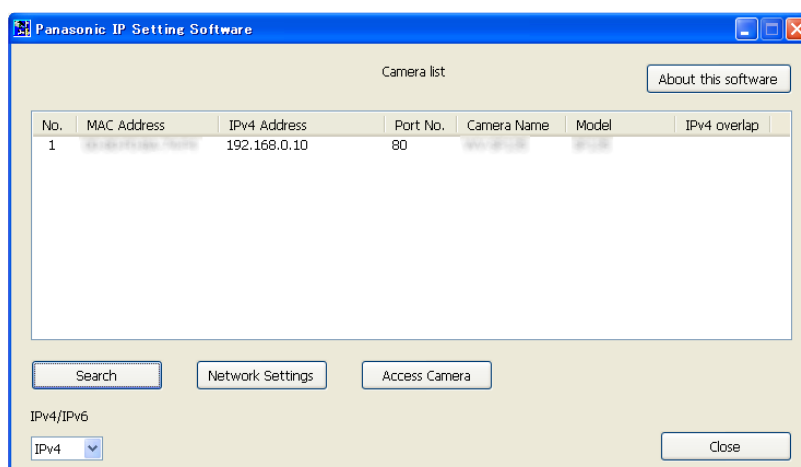 Panasonic IP Setting Software
Camera list
About this software
No. MAC Address IPv4 Address Port No. Camera Name Model IPv4 overlap
1 192.168.0.10 80
Search Network Settings Access Camera
IPv4/IPv6
IPv4
Close